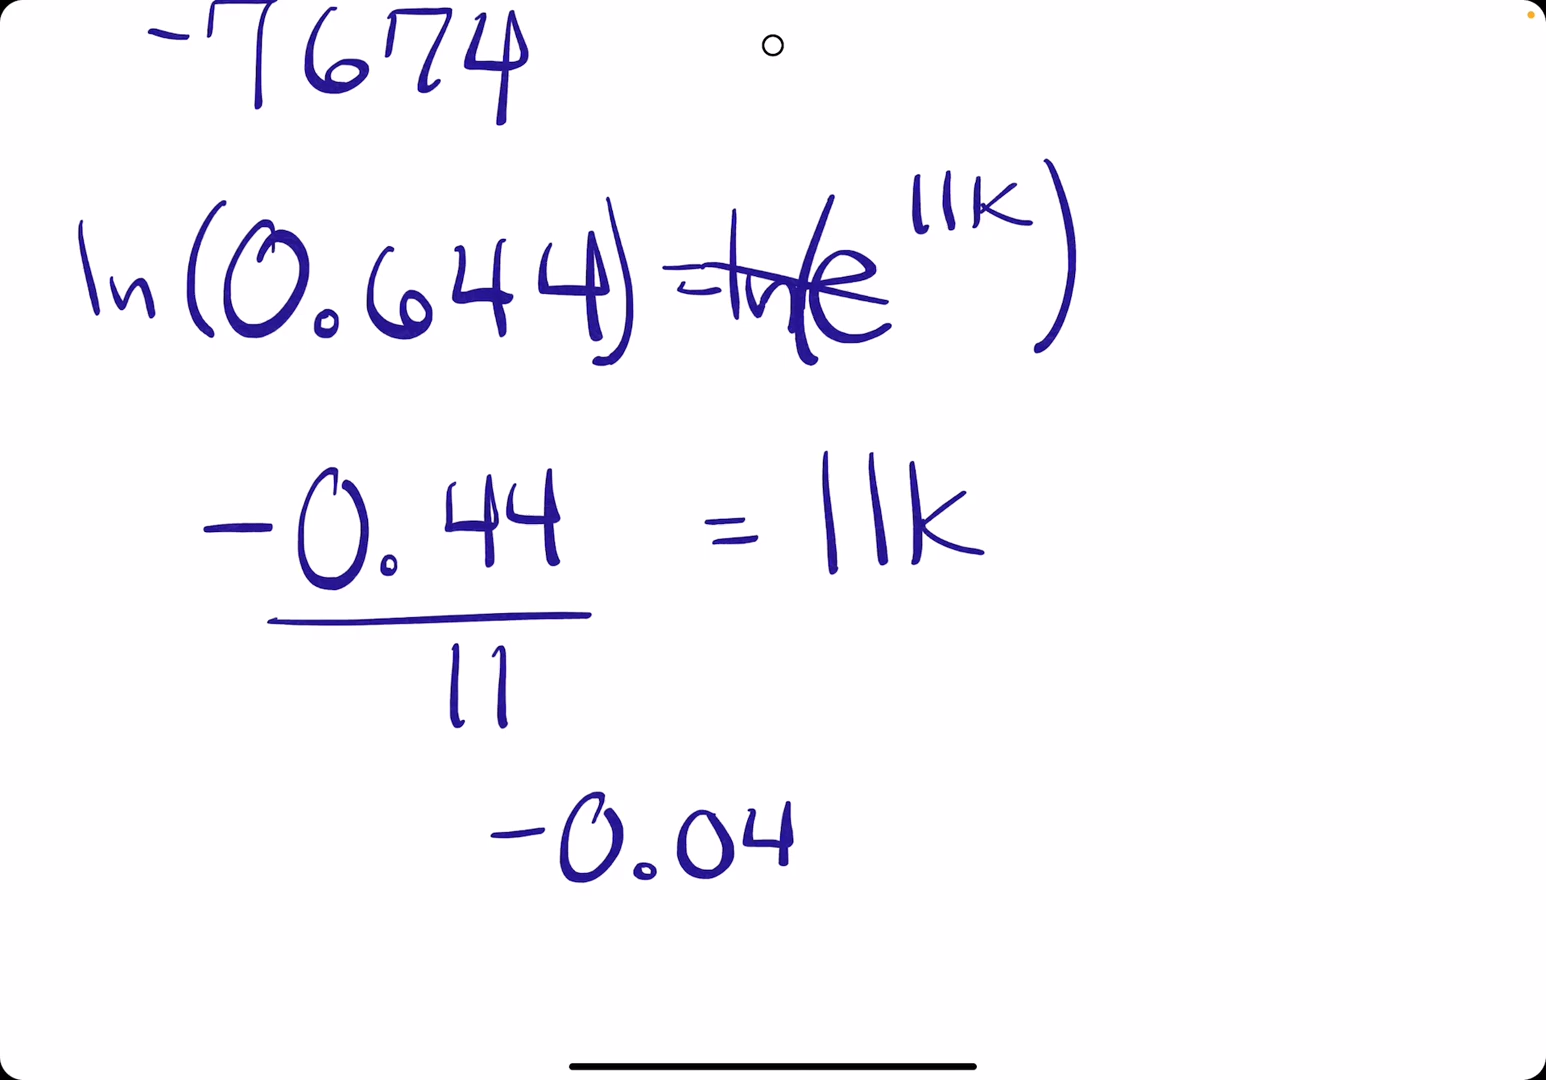 -7674
ln(0.644) = ln(e^11k)
-0.44 = 11k
11
-0.04